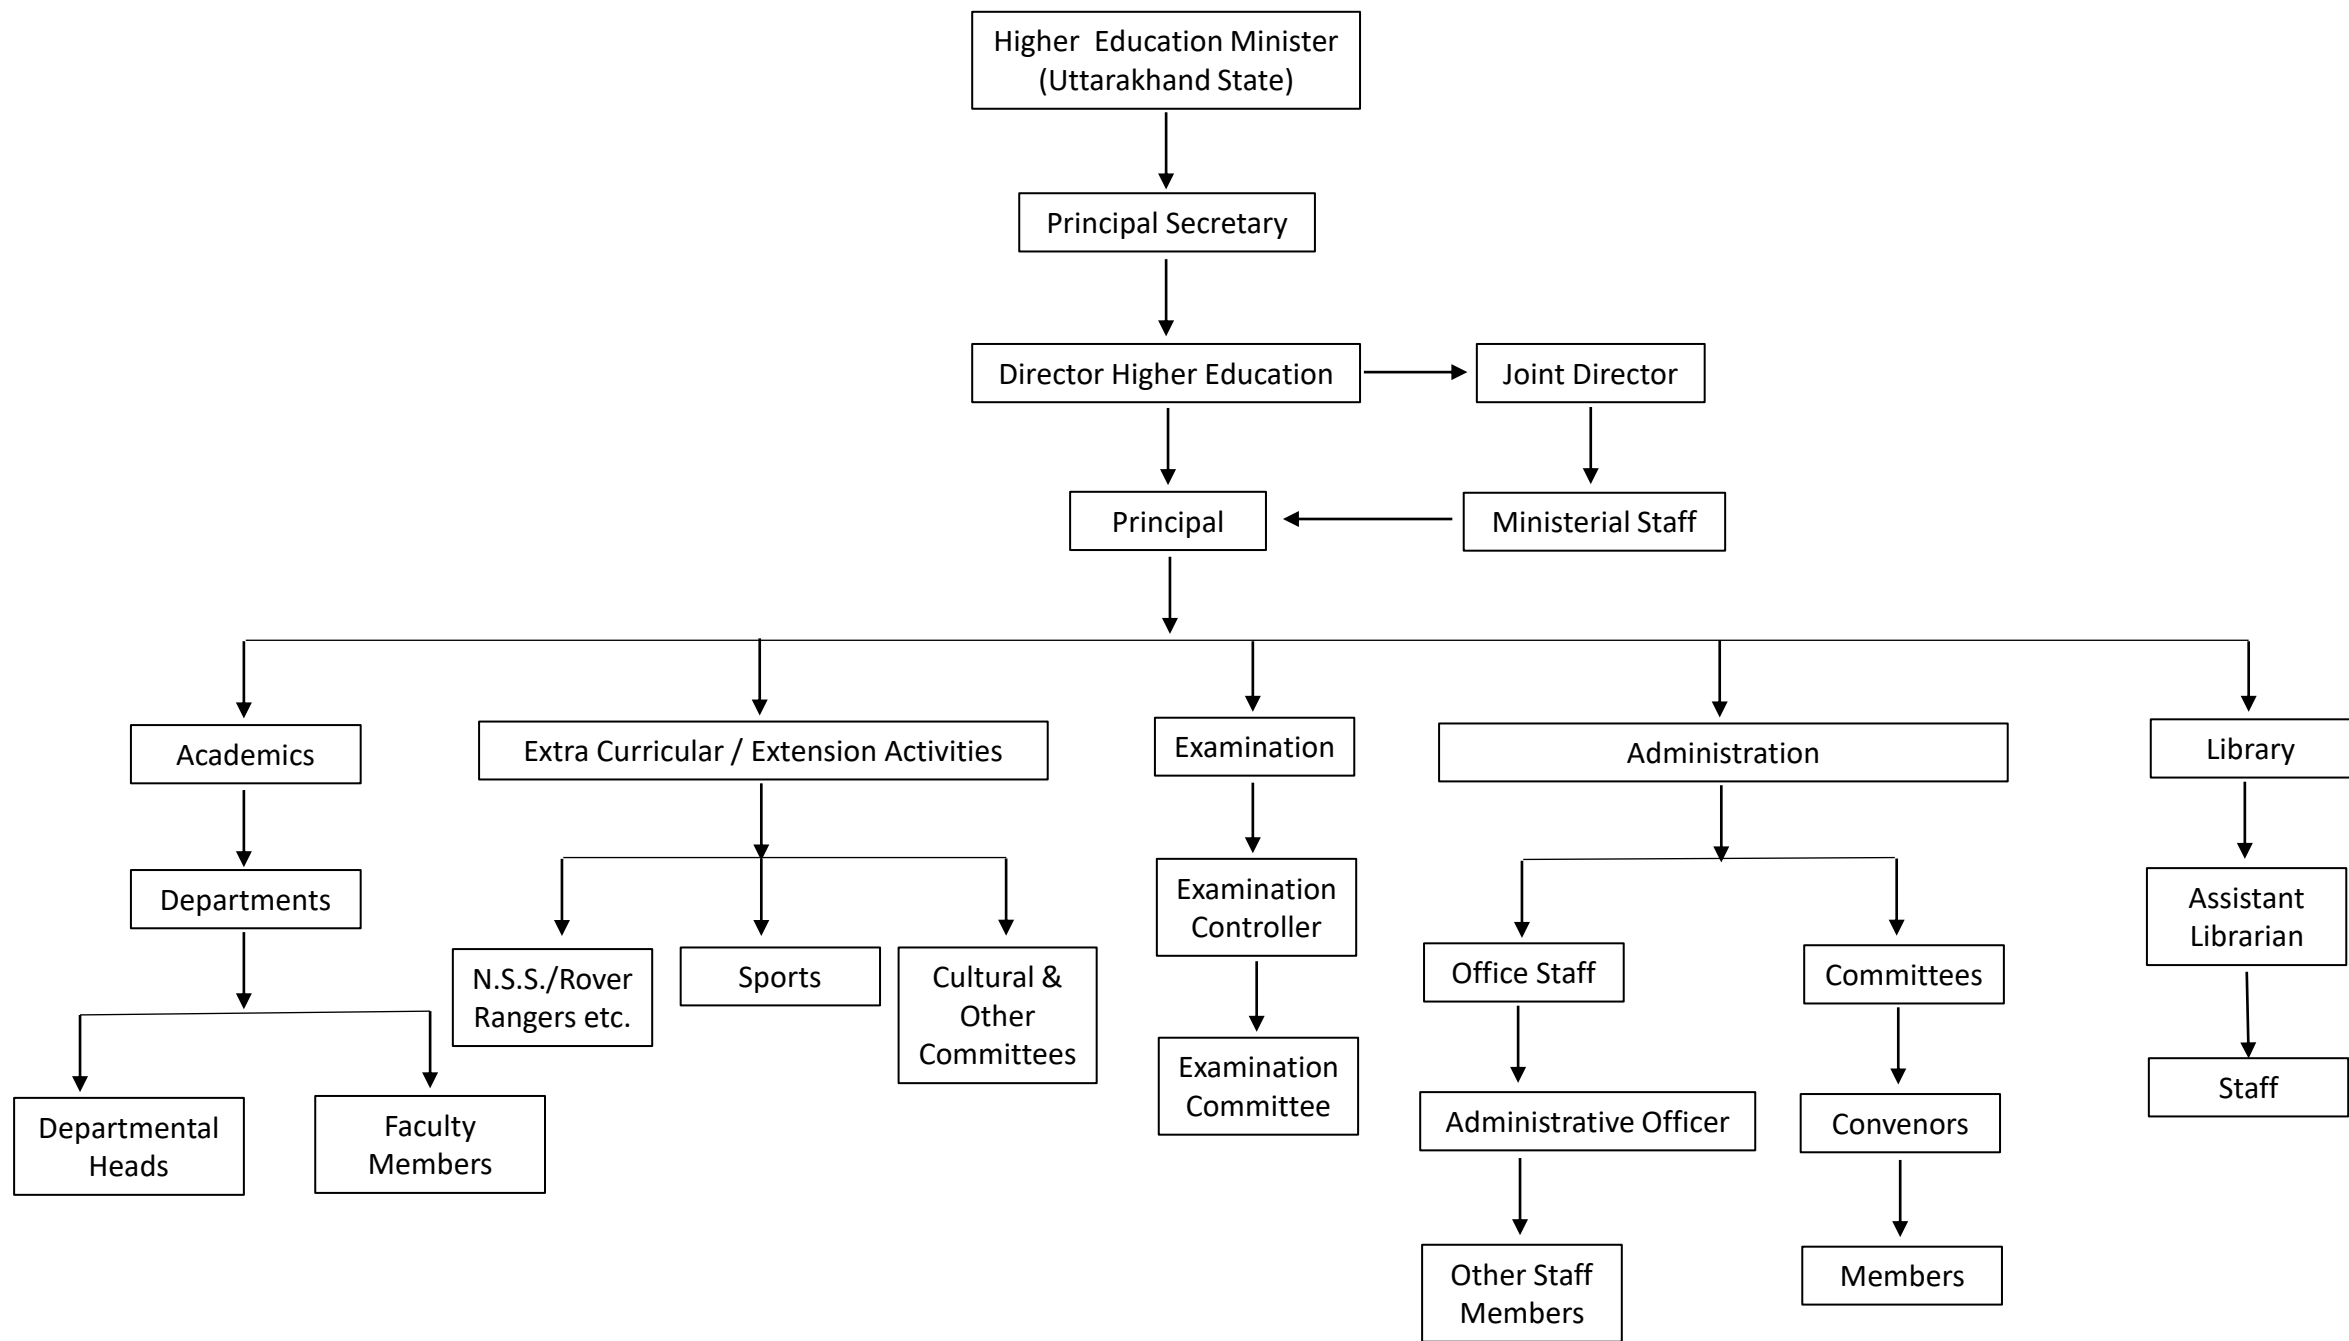 Higher Education Minister
(Uttarakhand State)
Principal Secretary
Director Higher Education
Joint Director
Principal
Ministerial Staff
Academics
Extra Curricular / Extension Activities
Examination
Administration
Library
Departments
Examination
Controller
Assistant
Librarian
N.S.S./Rover
Rangers etc.
Sports
Cultural &
Other
Committees
Office Staff
Committees
Departmental
Heads
Faculty
Members
Examination
Committee
Administrative Officer
Convenors
Staff
Other Staff
Members
Members